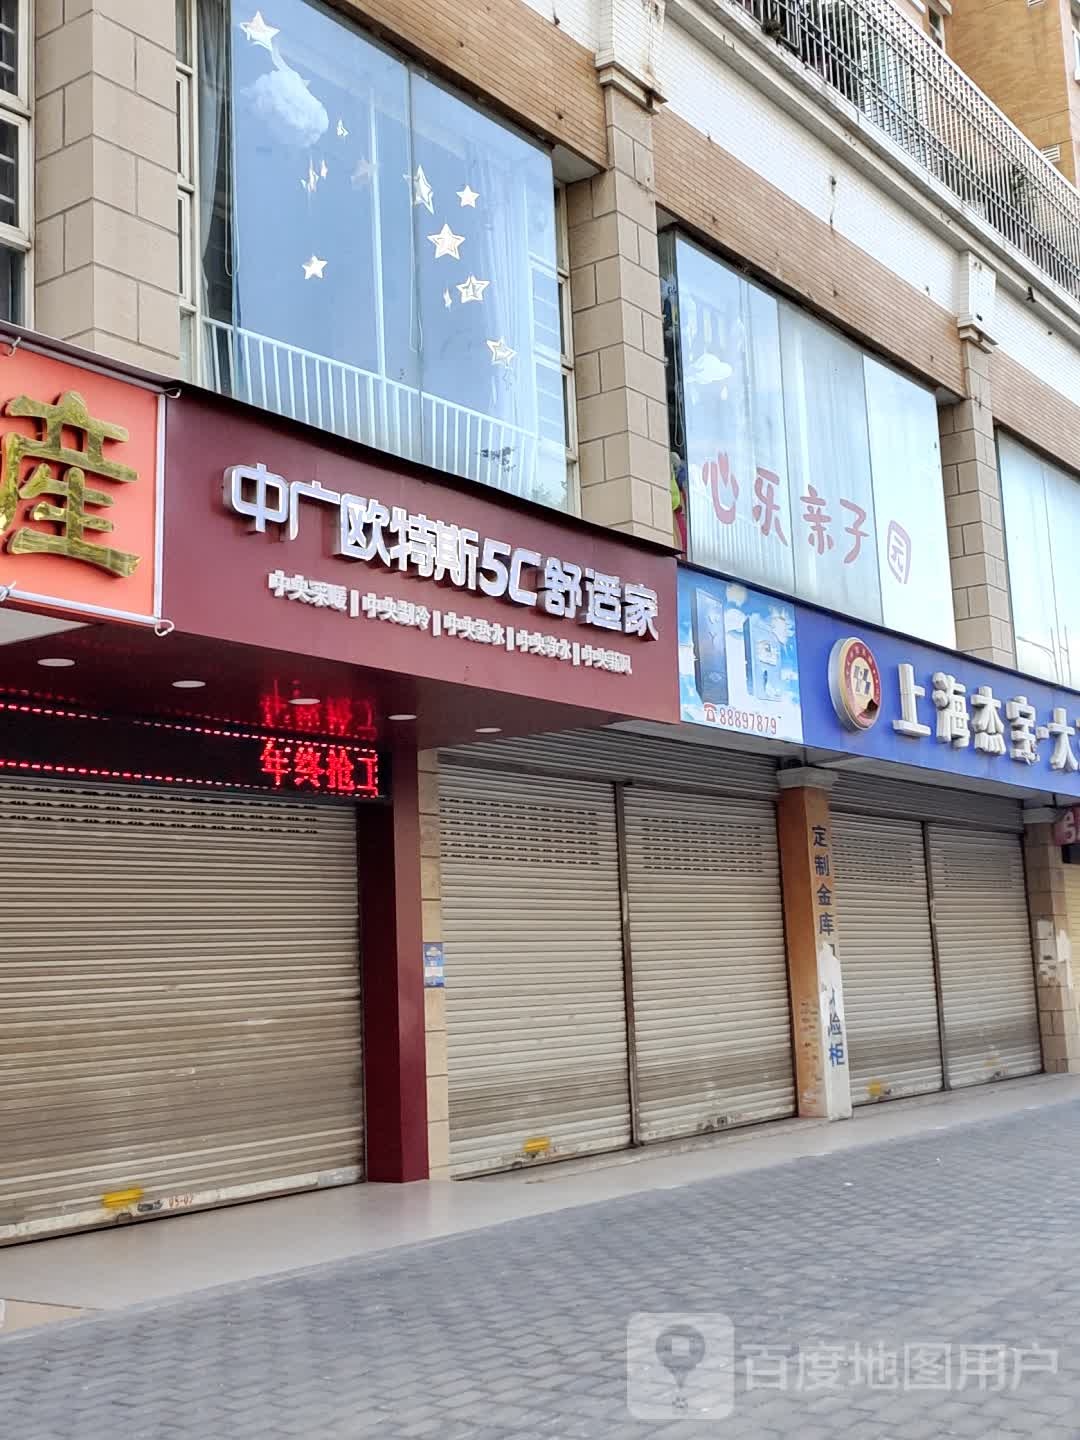 産
中广欧特斯5C舒适家
中央采暖 | 中央制冷 | 中央热水 | 中央净水 | 中央新风
年终抢工
心乐亲子园
☎88897879
上海杰宝·大
定制金库
险柜
05-02
百度地图用户